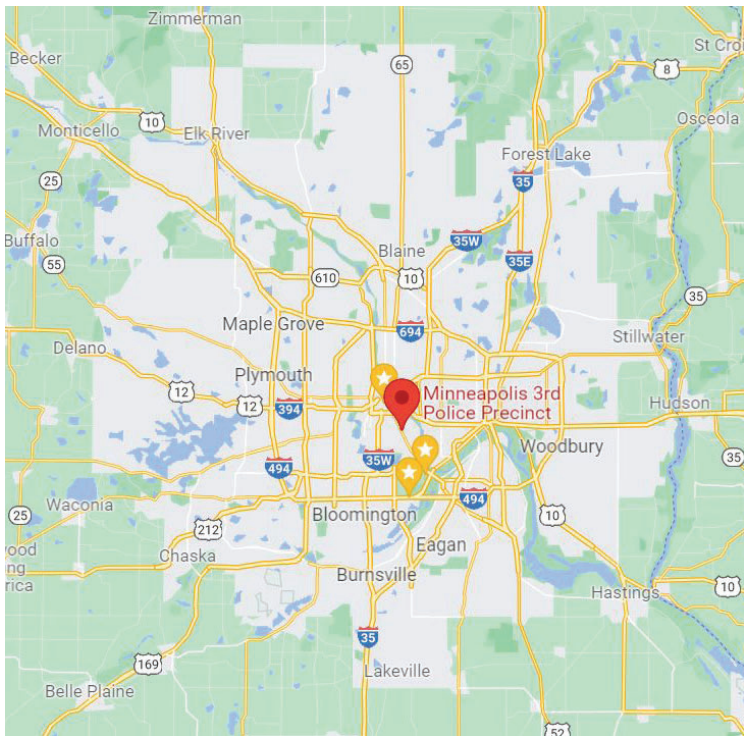 Zimmerman
St Cro
Becker
65
8
10
Osceola
Monticello
Elk River
Forest Lake
25
35
Buffalo
35W
Blaine
35E
55
610
10
35
Maple Grove
694
Stillwater
Delano
Plymouth
12
Minneapolis 3rd
Police Precinct
12
394
Hudson
Woodbury
35W
35
494
494
Waconia
25
Bloomington
10
212
wood
ng
rica
Chaska
Eagan
Burnsville
Hastings
10
35
169
Lakeville
Belle Plaine
52